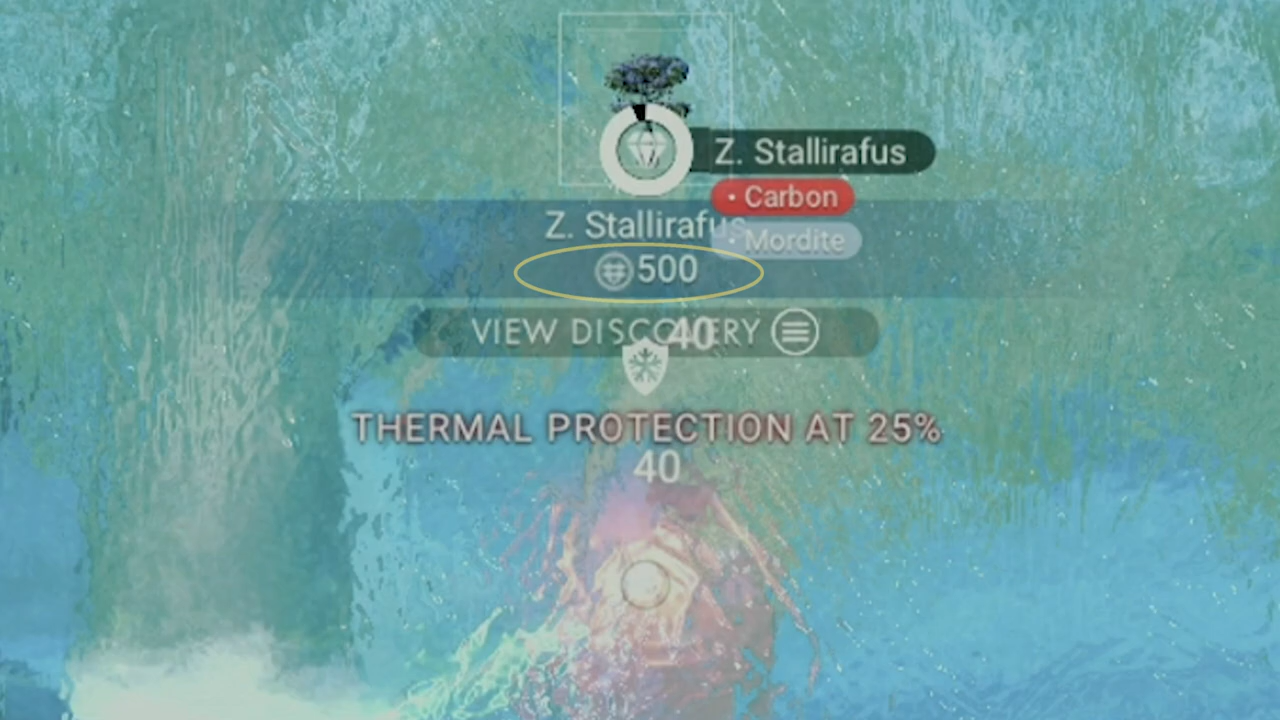 Z. Stallirafus
• Carbon
Z. Stallirafus
• Mordite
500
VIEW DISCOVERY
40
THERMAL PROTECTION AT 25%
40